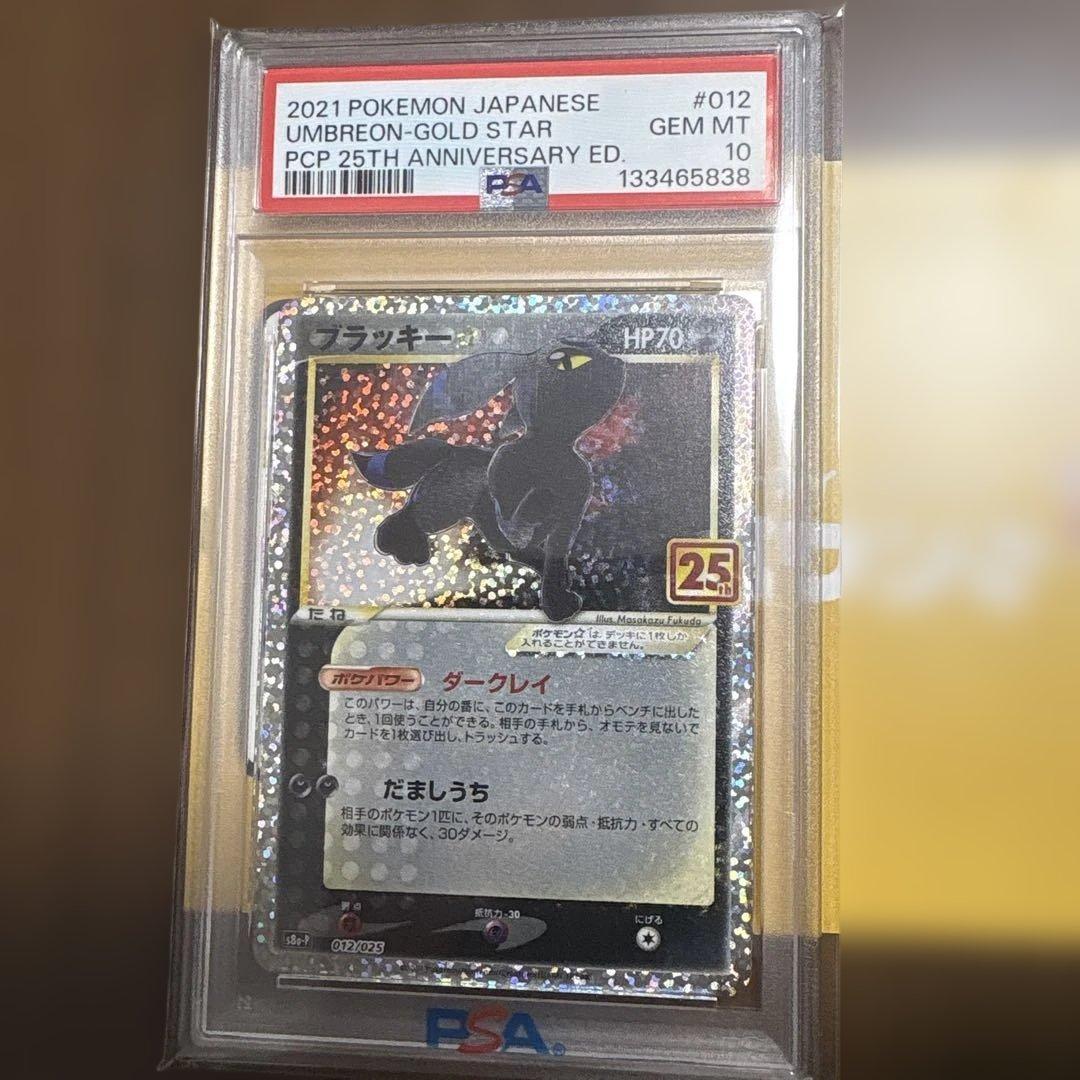 2021 POKEMON JAPANESE #012
UMBREON-GOLD STAR GEM MT
PCP 25TH ANNIVERSARY ED. 10
PSA 133465838
ブラッキー☆ HP70
25th
たね
Illus. Masakazu Fukuda
ポケモン☆は、デッキに1枚しか
入れることができません。
ポケパワー ダークレイ
このパワーは、自分の番に、このカードを手札からベンチに出した
とき、1回使うことができる。相手の手札から、オモテを見ないで
カードを1枚選び出し、トラッシュする。
だましうち
相手のポケモン1匹に、そのポケモンの弱点・抵抗力・すべての
効果に関係なく、30ダメージ。
弱点 抵抗力 -30 にげる
s8a-P 012/025
PSA®